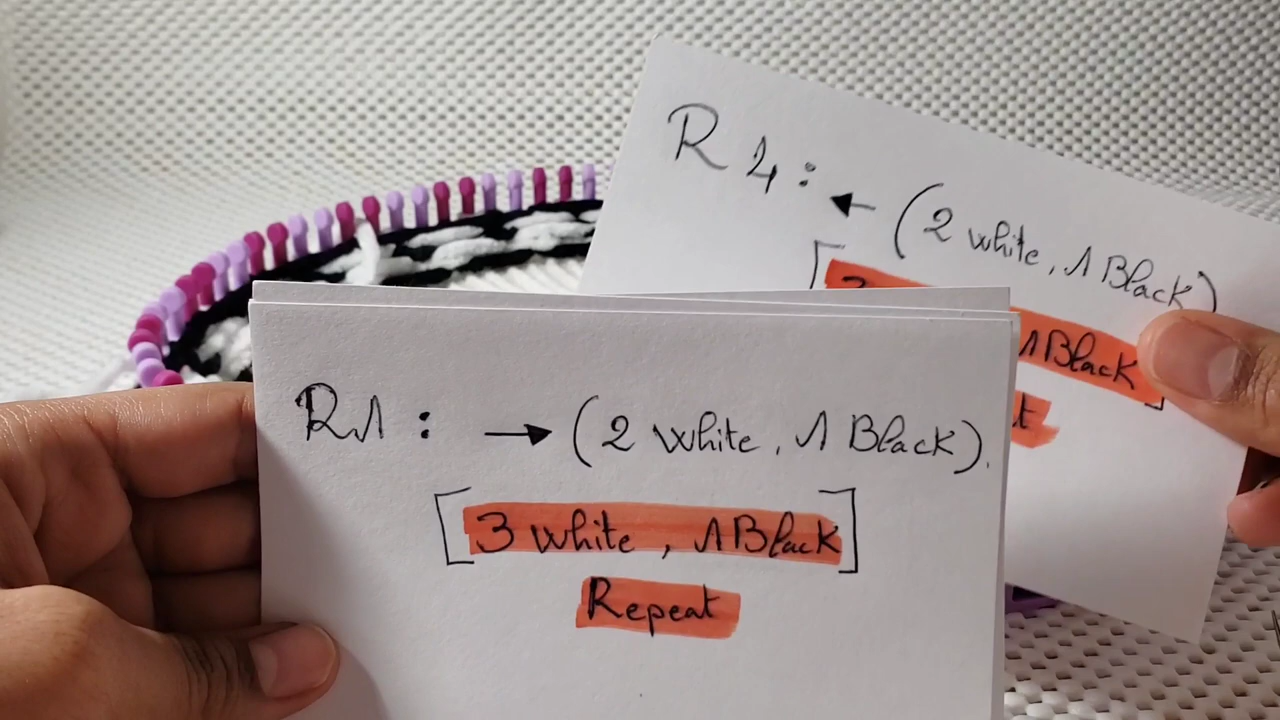 R4: ← (2 white, 1 Black)
1 Black]
R1: → (2 white, 1 Black).
[3 white, 1 Black]
Repeat